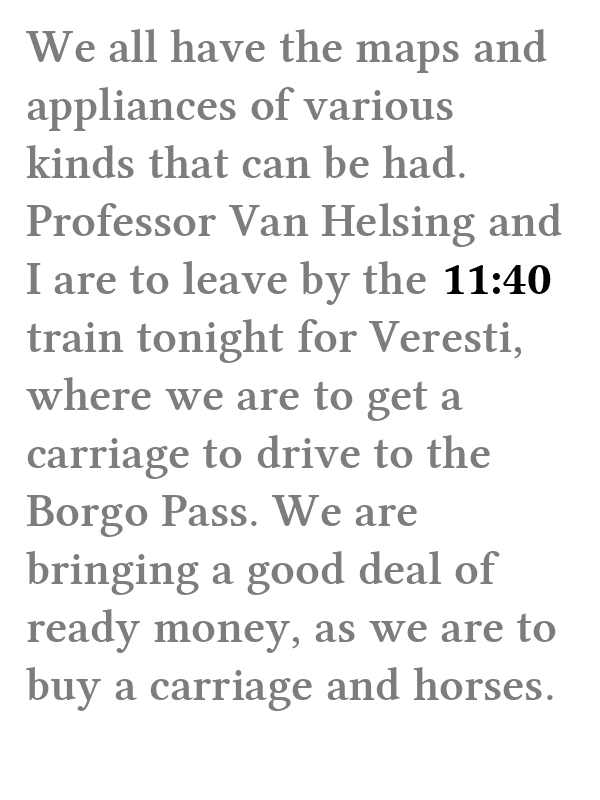 We all have the maps and
appliances of various
kinds that can be had.
Professor Van Helsing and
I are to leave by the 11:40
train tonight for Veresti,
where we are to get a
carriage to drive to the
Borgo Pass. We are
bringing a good deal of
ready money, as we are to
buy a carriage and horses.